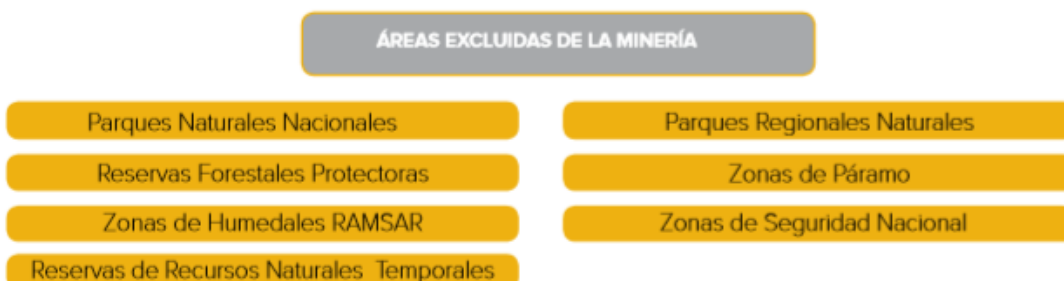 ÁREAS EXCLUIDAS DE LA MINERÍA
Parques Naturales Nacionales
Parques Regionales Naturales
Reservas Forestales Protectoras
Zonas de Páramo
Zonas de Humedales RAMSAR
Zonas de Seguridad Nacional
Reservas de Recursos Naturales Temporales